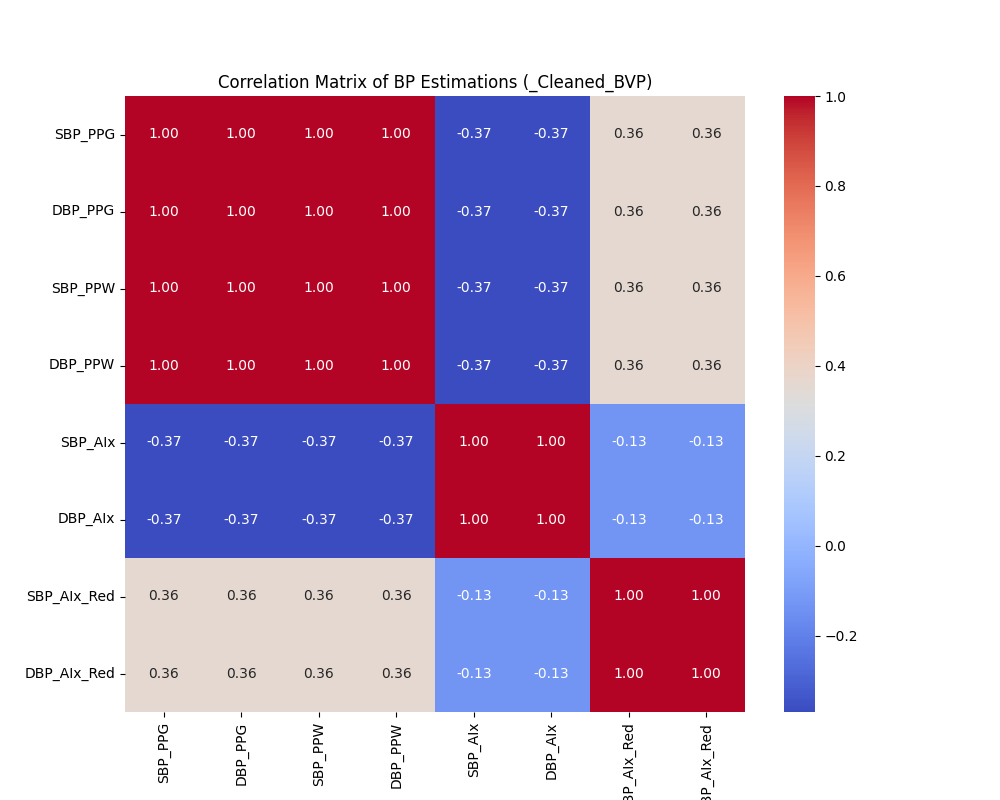 Correlation Matrix of BP Estimations (_Cleaned_BVP)
SBP_PPG 1.00 1.00 1.00 1.00 -0.37 -0.37 0.36 0.36
DBP_PPG 1.00 1.00 1.00 1.00 -0.37 -0.37 0.36 0.36
SBP_PPW 1.00 1.00 1.00 1.00 -0.37 -0.37 0.36 0.36
DBP_PPW 1.00 1.00 1.00 1.00 -0.37 -0.37 0.36 0.36
SBP_AIx -0.37 -0.37 -0.37 -0.37 1.00 1.00 -0.13 -0.13
DBP_AIx -0.37 -0.37 -0.37 -0.37 1.00 1.00 -0.13 -0.13
SBP_AIx_Red 0.36 0.36 0.36 0.36 -0.13 -0.13 1.00 1.00
DBP_AIx_Red 0.36 0.36 0.36 0.36 -0.13 -0.13 1.00 1.00
SBP_PPG DBP_PPG SBP_PPW DBP_PPW SBP_AIx DBP_AIx BP_AIx_Red BP_AIx_Red
1.0
0.8
0.6
0.4
0.2
0.0
−0.2